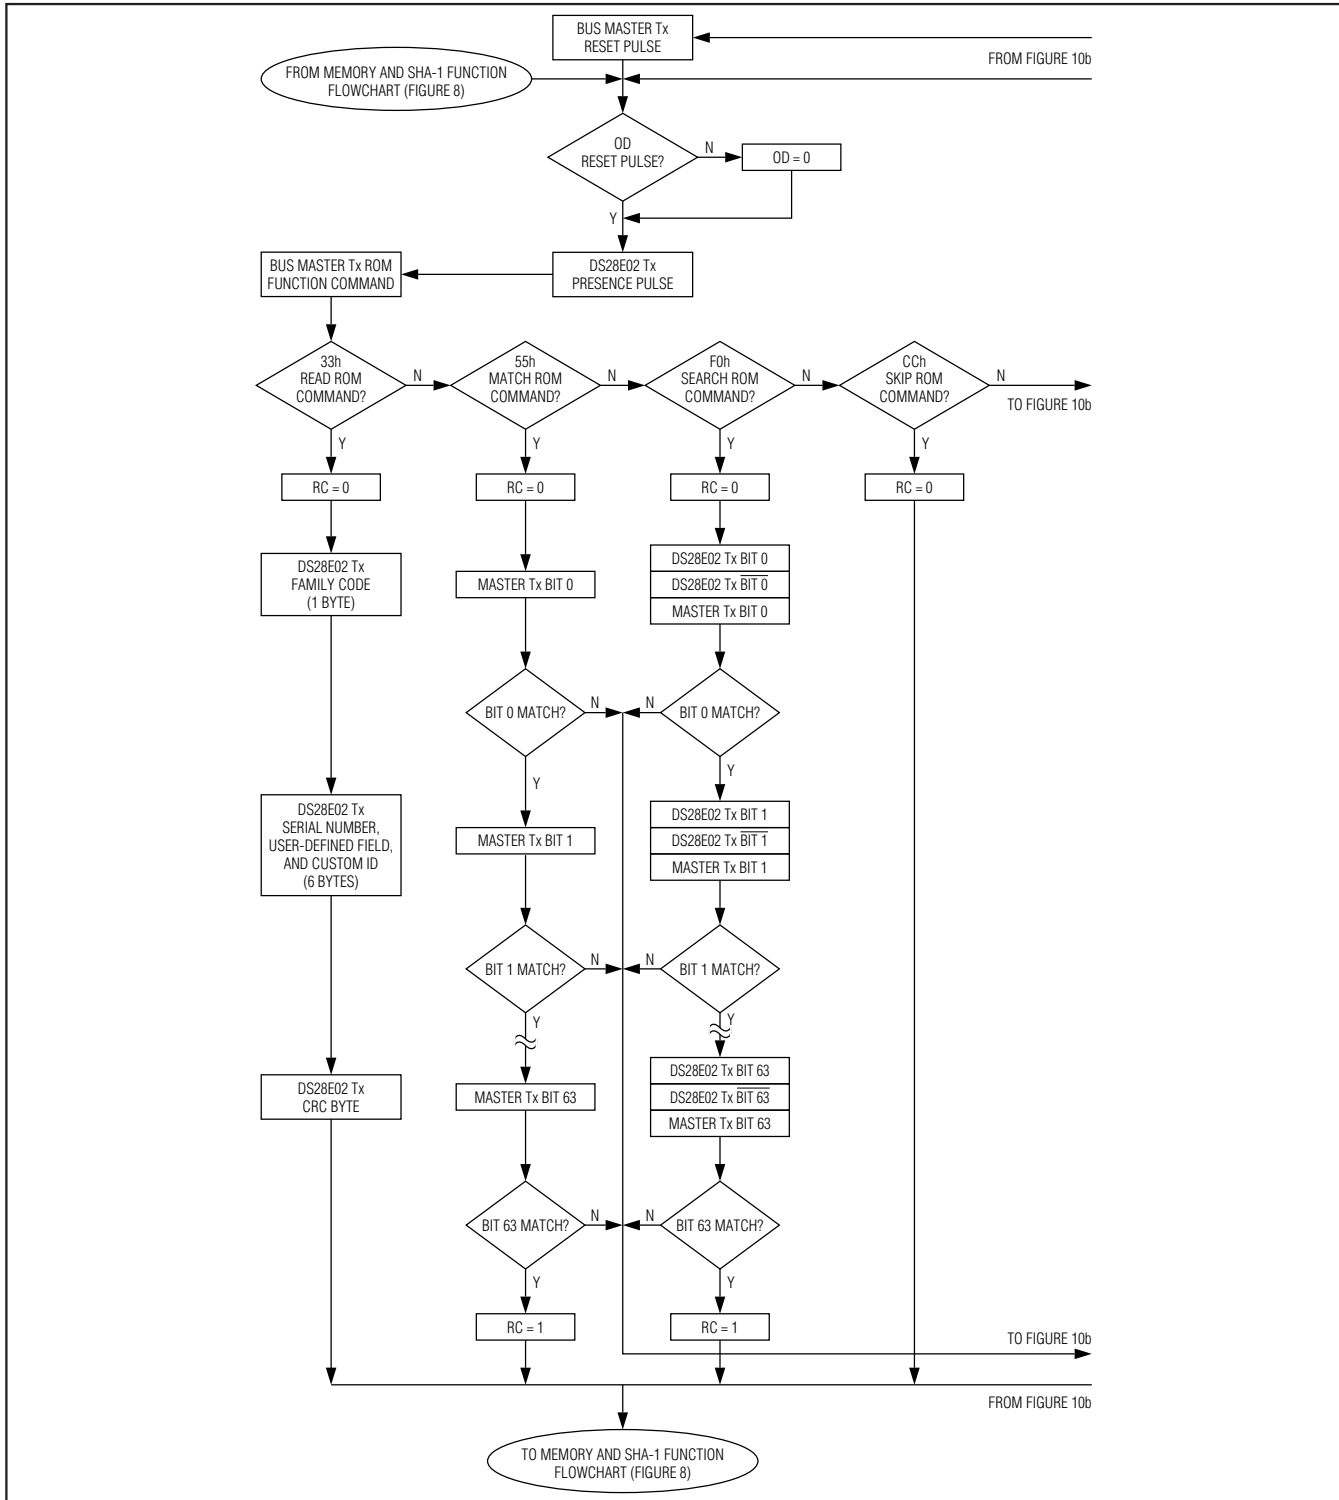 BUS MASTER Tx
RESET PULSE
FROM FIGURE 10b
FROM MEMORY AND SHA-1 FUNCTION
FLOWCHART (FIGURE 8)
OD
RESET PULSE?
N
OD = 0
Y
BUS MASTER Tx ROM
FUNCTION COMMAND
DS28E02 Tx
PRESENCE PULSE
33h
READ ROM
COMMAND?
N
55h
MATCH ROM
COMMAND?
N
F0h
SEARCH ROM
COMMAND?
N
CCh
SKIP ROM
COMMAND?
N
TO FIGURE 10b
Y
Y
Y
Y
RC = 0
RC = 0
RC = 0
RC = 0
DS28E02 Tx
FAMILY CODE
(1 BYTE)
MASTER Tx BIT 0
DS28E02 Tx BIT 0
DS28E02 Tx B̅I̅T̅ ̅0̅
MASTER Tx BIT 0
BIT 0 MATCH?
N
N
BIT 0 MATCH?
Y
Y
DS28E02 Tx
SERIAL NUMBER,
USER-DEFINED FIELD,
AND CUSTOM ID
(6 BYTES)
MASTER Tx BIT 1
DS28E02 Tx BIT 1
DS28E02 Tx B̅I̅T̅ ̅1̅
MASTER Tx BIT 1
BIT 1 MATCH?
N
N
BIT 1 MATCH?
Y
Y
DS28E02 Tx
CRC BYTE
MASTER Tx BIT 63
DS28E02 Tx BIT 63
DS28E02 Tx B̅I̅T̅ ̅6̅3̅
MASTER Tx BIT 63
BIT 63 MATCH?
N
N
BIT 63 MATCH?
Y
Y
RC = 1
RC = 1
TO FIGURE 10b
FROM FIGURE 10b
TO MEMORY AND SHA-1 FUNCTION
FLOWCHART (FIGURE 8)